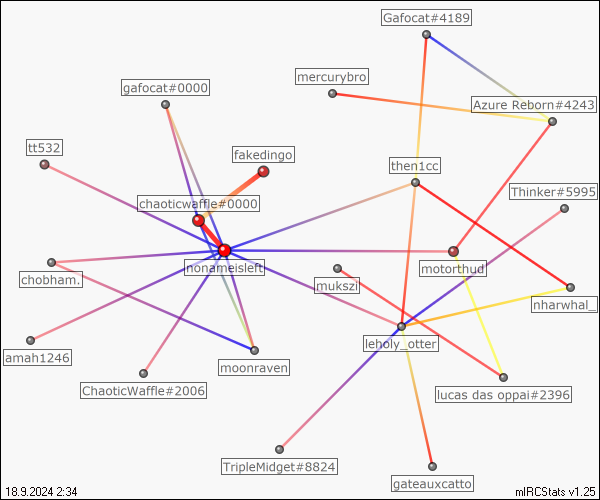 Gafocat#4189
mercurybro
gafocat#0000
Azure Reborn#4243
tt532
fakedingo
then1cc
Thinker#5995
chaoticwaffle#0000
nonameisleft
motorthud
chobham.
mukszi
nharwhal_
leholy_otter
amah1246
moonraven
ChaoticWaffle#2006
lucas das oppai#2396
TripleMidget#8824
gateauxcatto
18.9.2024 2:34
mIRCStats v1.25